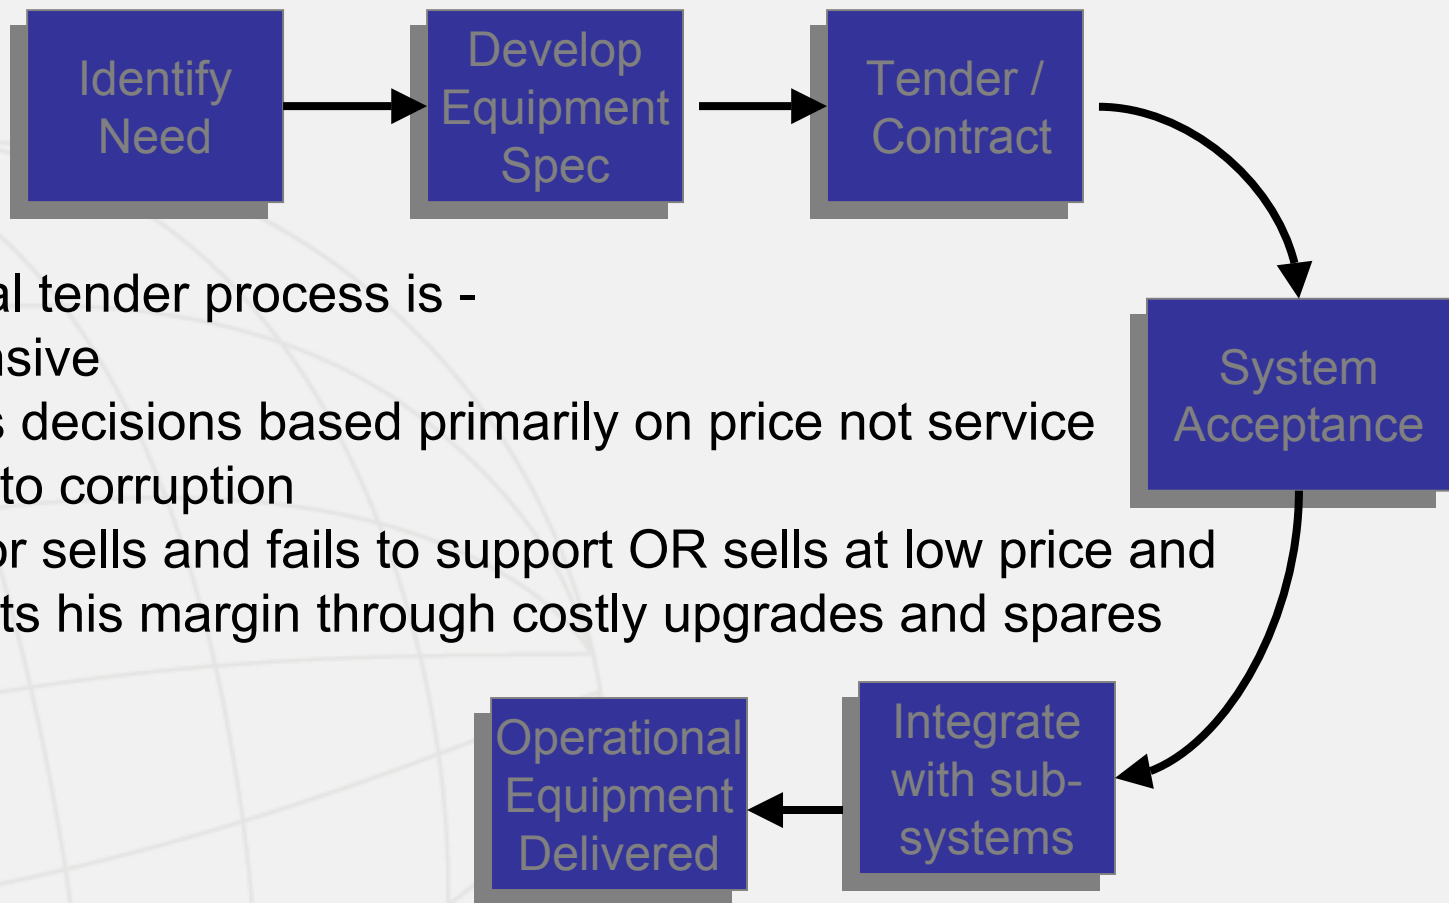 Identify
Need
Develop
Equipment
Spec
Tender /
Contract
al tender process is -
nsive
s decisions based primarily on price not service
to corruption
or sells and fails to support OR sells at low price and
ts his margin through costly upgrades and spares
System
Acceptance
Integrate
with sub-
systems
Operational
Equipment
Delivered